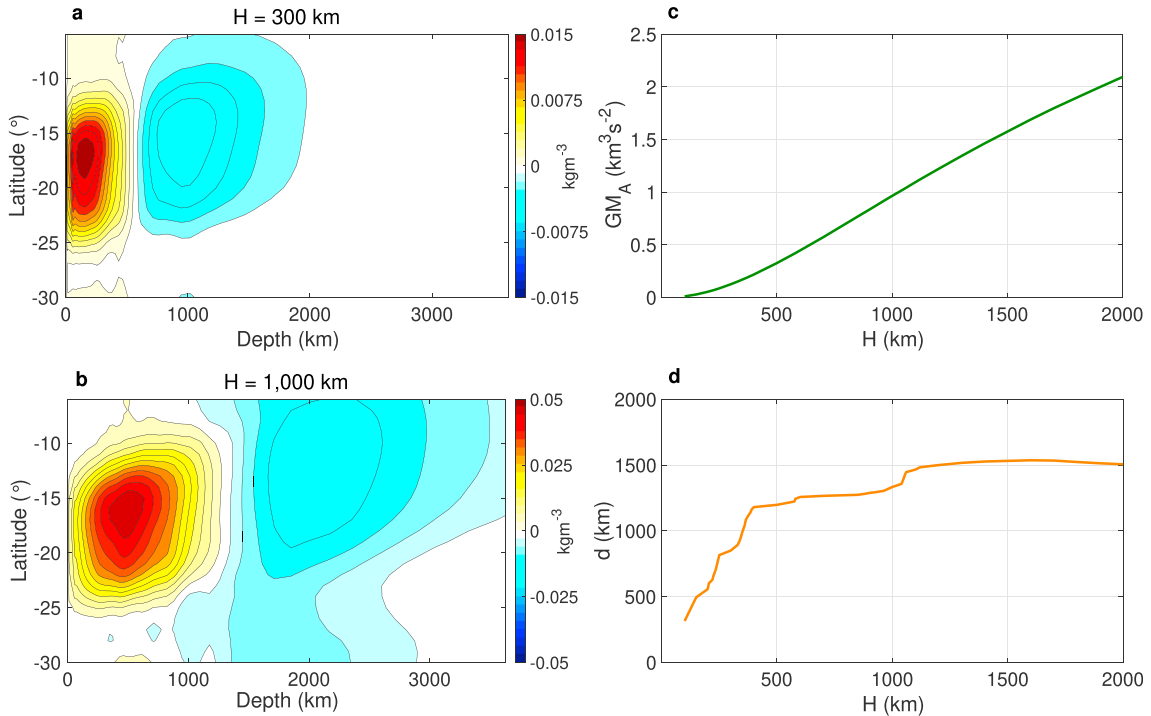 a
H = 300 km
0.015
0.0075
0
-0.0075
-0.015
kgm-3
-10
-15
-20
-25
-30
Latitude (°)
0
1000
2000
3000
Depth (km)
b
H = 1,000 km
0.05
0.025
0
-0.025
-0.05
kgm-3
-10
-15
-20
-25
-30
Latitude (°)
0
1000
2000
3000
Depth (km)
c
2.5
2
1.5
1
0.5
0
GMA (km3s-2)
500
1000
1500
2000
H (km)
d
2000
1500
1000
500
0
d (km)
500
1000
1500
2000
H (km)